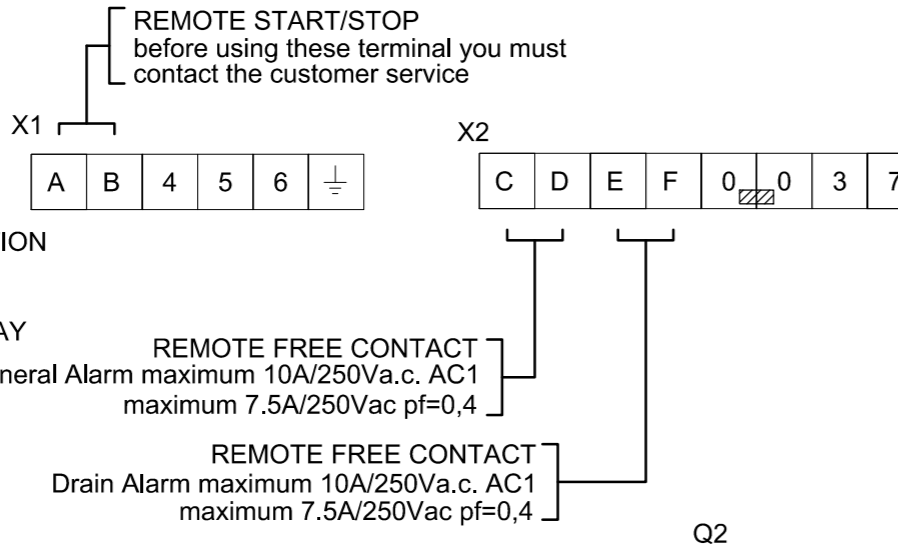 REMOTE START/STOP
before using these terminal you must
contact the customer service
X1
X2
A B 4 5 6
C D E F 0 0 3 7
TION
AY
REMOTE FREE CONTACT
neral Alarm maximum 10A/250Va.c. AC1
maximum 7.5A/250Vac pf=0,4
REMOTE FREE CONTACT
Drain Alarm maximum 10A/250Va.c. AC1
maximum 7.5A/250Vac pf=0,4
Q2